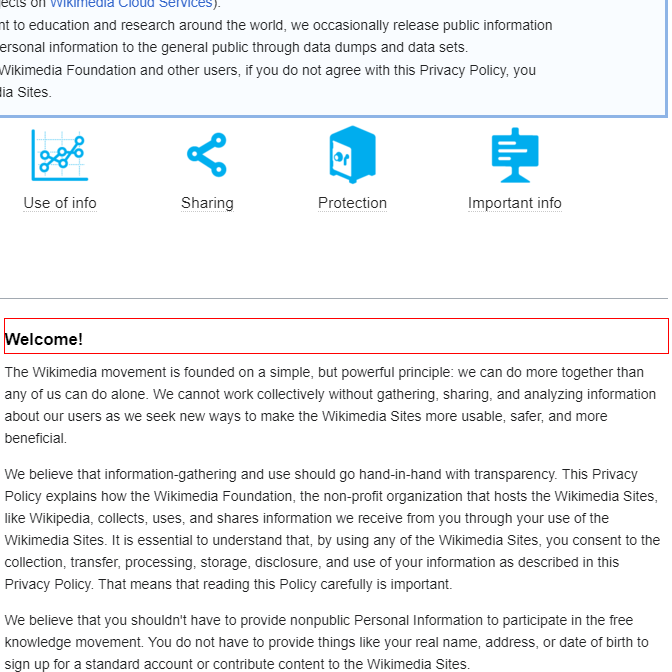 ects on Wikimedia Cloud Services).
nt to education and research around the world, we occasionally release public information
ersonal information to the general public through data dumps and data sets.
Wikimedia Foundation and other users, if you do not agree with this Privacy Policy, you
ia Sites.
Use of info Sharing Protection Important info
Welcome!
The Wikimedia movement is founded on a simple, but powerful principle: we can do more together than
any of us can do alone. We cannot work collectively without gathering, sharing, and analyzing information
about our users as we seek new ways to make the Wikimedia Sites more usable, safer, and more
beneficial.
We believe that information-gathering and use should go hand-in-hand with transparency. This Privacy
Policy explains how the Wikimedia Foundation, the non-profit organization that hosts the Wikimedia Sites,
like Wikipedia, collects, uses, and shares information we receive from you through your use of the
Wikimedia Sites. It is essential to understand that, by using any of the Wikimedia Sites, you consent to the
collection, transfer, processing, storage, disclosure, and use of your information as described in this
Privacy Policy. That means that reading this Policy carefully is important.
We believe that you shouldn't have to provide nonpublic Personal Information to participate in the free
knowledge movement. You do not have to provide things like your real name, address, or date of birth to
sign up for a standard account or contribute content to the Wikimedia Sites.